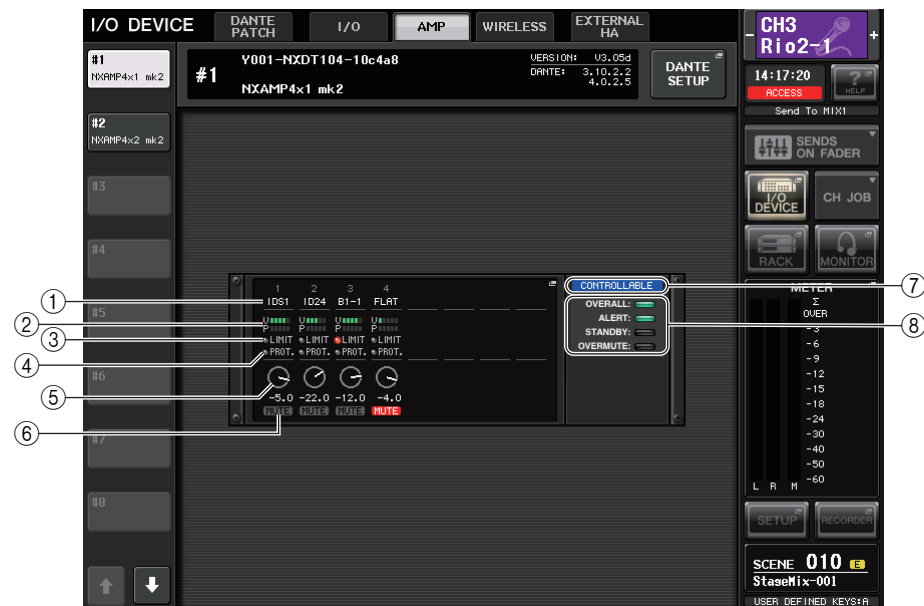 I/O DEVICE
DANTE PATCH
I/O
AMP
WIRELESS
EXTERNAL HA
CH3
Rio2-1
- +
#1
NXAMP4x1 mk2
#1
Y001-NXDT104-10c4a8
NXAMP4x1 mk2
VERSION: V3.05d
DANTE: 3.10.2.2
4.0.2.5
DANTE SETUP
14:17:20
ACCESS
?
HELP
Send To MIX1
#2
NXAMP4x2 mk2
SENDS ON FADER
#3
I/O DEVICE
CH JOB
#4
RACK
MONITOR
1 2 3 4
① IDS1 ID24 B1-1 FLAT
② V V V V
P P P P
③ LIMIT LIMIT LIMIT LIMIT
④ PROT. PROT. PROT. PROT.
⑤
-5.0 -22.0 -12.0 -4.0
⑥ MUTE MUTE MUTE MUTE
CONTROLLABLE ⑦
OVERALL:
ALERT:
STANDBY:
OVERMUTE:
⑧
#5
#6
#7
#8
METER
Σ
OVER
-3
-6
-9
-12
-15
-18
-24
-30
-40
-50
-60
L R M
SETUP
RECORDER
SCENE 010 E
StageMix-001
USER DEFINED KEYS:A